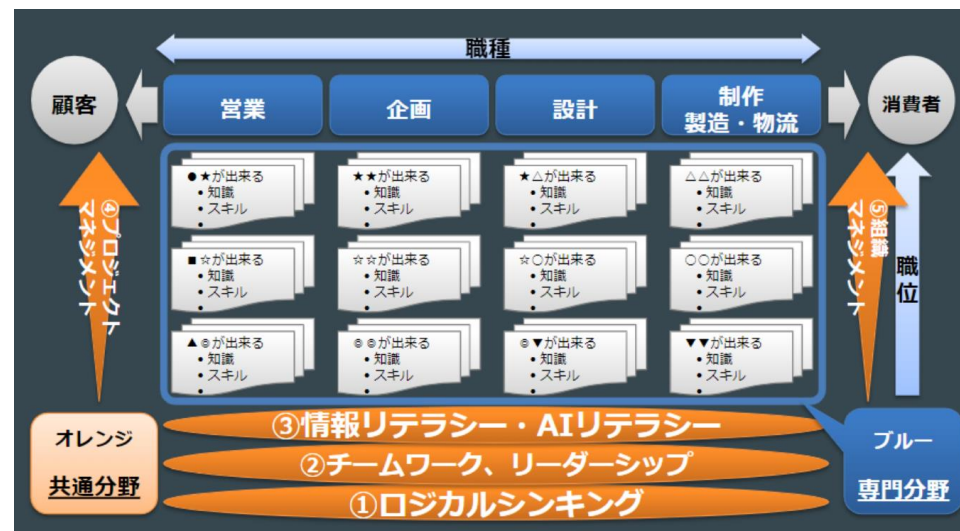 職種
顧客
営業
企画
設計
制作
製造・物流
消費者
●★が出来る
• 知識
• スキル
•
★★が出来る
• 知識
• スキル
•
★△が出来る
• 知識
• スキル
•
△△が出来る
• 知識
• スキル
•
■☆が出来る
• 知識
• スキル
•
☆☆が出来る
• 知識
• スキル
•
☆○が出来る
• 知識
• スキル
•
○○が出来る
• 知識
• スキル
•
▲◎が出来る
• 知識
• スキル
•
◎◎が出来る
• 知識
• スキル
•
◎▼が出来る
• 知識
• スキル
•
▼▼が出来る
• 知識
• スキル
•
④プロジェクト
マネジメント
⑤組織
マネジメント
職位
③情報リテラシー・AIリテラシー
②チームワーク、リーダーシップ
①ロジカルシンキング
オレンジ
共通分野
ブルー
専門分野